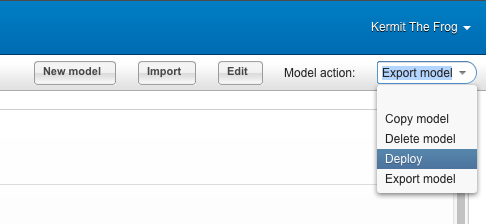 Kermit The Frog
New model Import Edit Model action: Export model
Copy model
Delete model
Deploy
Export model